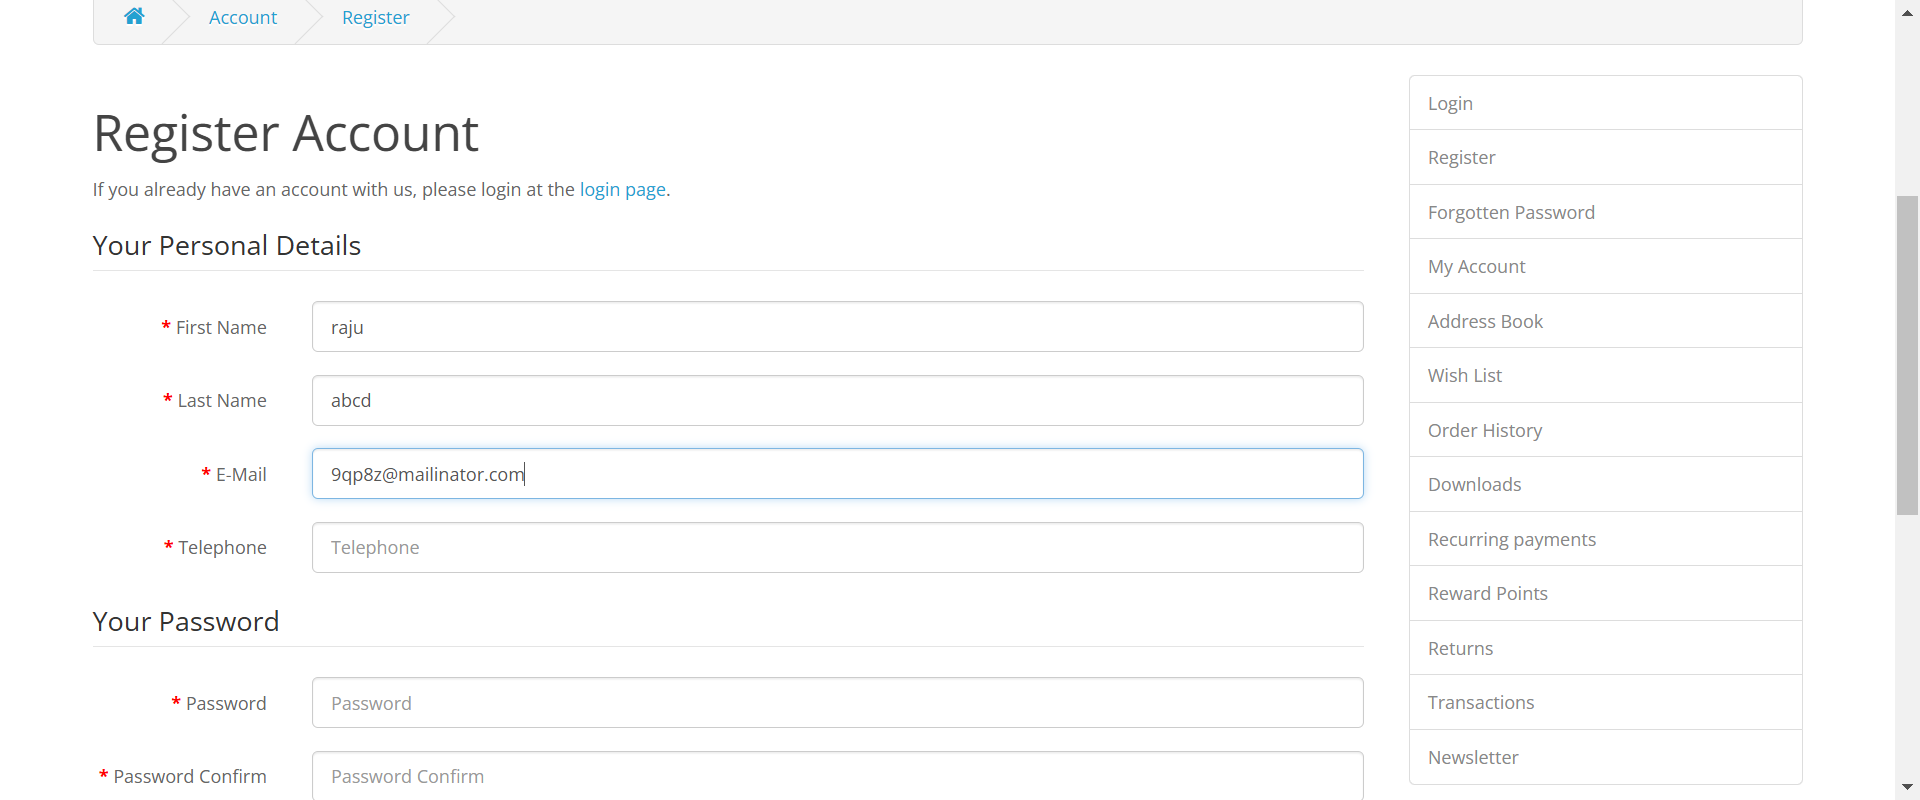 Account
Register
Register Account
If you already have an account with us, please login at the login page.
Your Personal Details
* First Name
raju
* Last Name
abcd
* E-Mail
9qp8z@mailinator.com
* Telephone
Telephone
Your Password
* Password
Password
* Password Confirm
Password Confirm
Login
Register
Forgotten Password
My Account
Address Book
Wish List
Order History
Downloads
Recurring payments
Reward Points
Returns
Transactions
Newsletter